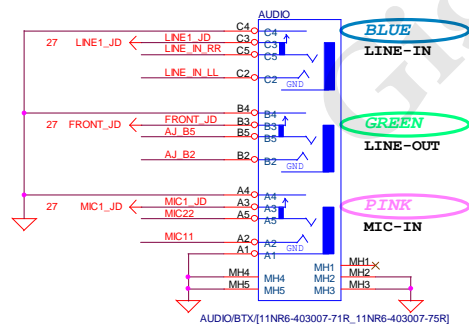 AUDIO
C4 C4 BLUE
27 LINE1_JD LINE1_JD C3 C3
LINE_IN_RR C5 C5 LINE-IN
LINE_IN_LL C2 C2
GND
B4 B4
27 FRONT_JD FRONT_JD B3 B3 GREEN
AJ_B5 B5 B5
LINE-OUT
AJ_B2 B2 B2
GND
A4 A4
27 MIC1_JD MIC1_JD A3 A3 PINK
MIC22 A5 A5
MIC-IN
MIC11 A2 A2
GND
A1 A1
MH1 MH1
MH4 MH4 MH2 MH2
MH5 MH5 MH3 MH3
AUDIO/BTX/[11NR6-403007-71R_11NR6-403007-75R]